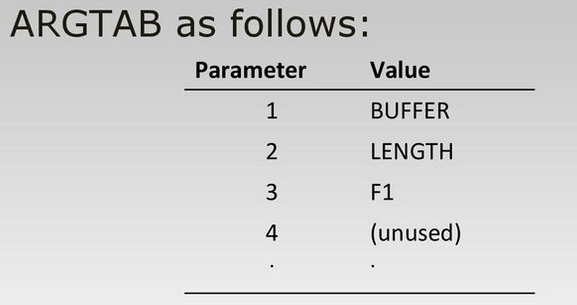 ARGTAB as follows:
Parameter Value
1 BUFFER
2 LENGTH
3 F1
4 (unused)
. .